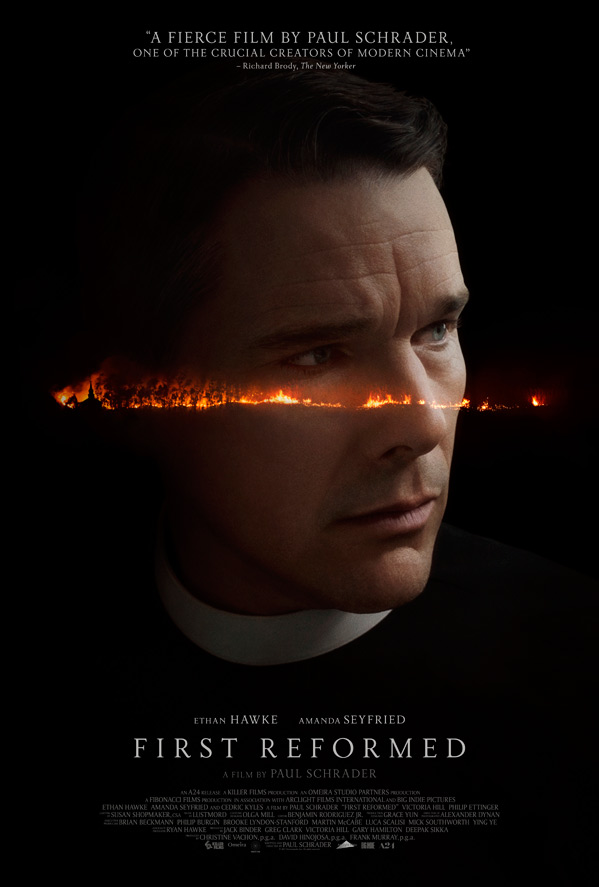 “A FIERCE FILM BY PAUL SCHRADER,
ONE OF THE CRUCIAL CREATORS OF MODERN CINEMA”
– Richard Brody, The New Yorker
ETHAN HAWKE AMANDA SEYFRIED
FIRST REFORMED
A FILM BY PAUL SCHRADER
AN A24 RELEASE A KILLER FILMS PRODUCTION AN OMEIRA STUDIO PARTNERS PRODUCTION
A FIBONACCI FILMS PRODUCTION IN ASSOCIATION WITH ARCLIGHT FILMS INTERNATIONAL AND BIG INDIE PICTURES
ETHAN HAWKE AMANDA SEYFRIED AND CEDRIC KYLES A FILM BY PAUL SCHRADER “FIRST REFORMED” VICTORIA HILL PHILIP ETTINGER
SUSAN SHOPMAKER, CSA LUSTMORD OLGA MILL BENJAMIN RODRIGUEZ JR. GRACE YUN ALEXANDER DYNAN
BRIAN BECKMANN PHILIP BURGIN BROOKE LYNDON-STANFORD MARTIN McCABE LUCA SCALISI MICK SOUTHWORTH YING YE
RYAN HAWKE JACK BINDER GREG CLARK VICTORIA HILL GARY HAMILTON DEEPAK SIKKA
CHRISTINE VACHON, p.g.a. DAVID HINOJOSA, p.g.a. FRANK MURRAY, p.g.a.
Omeira PAUL SCHRADER A24